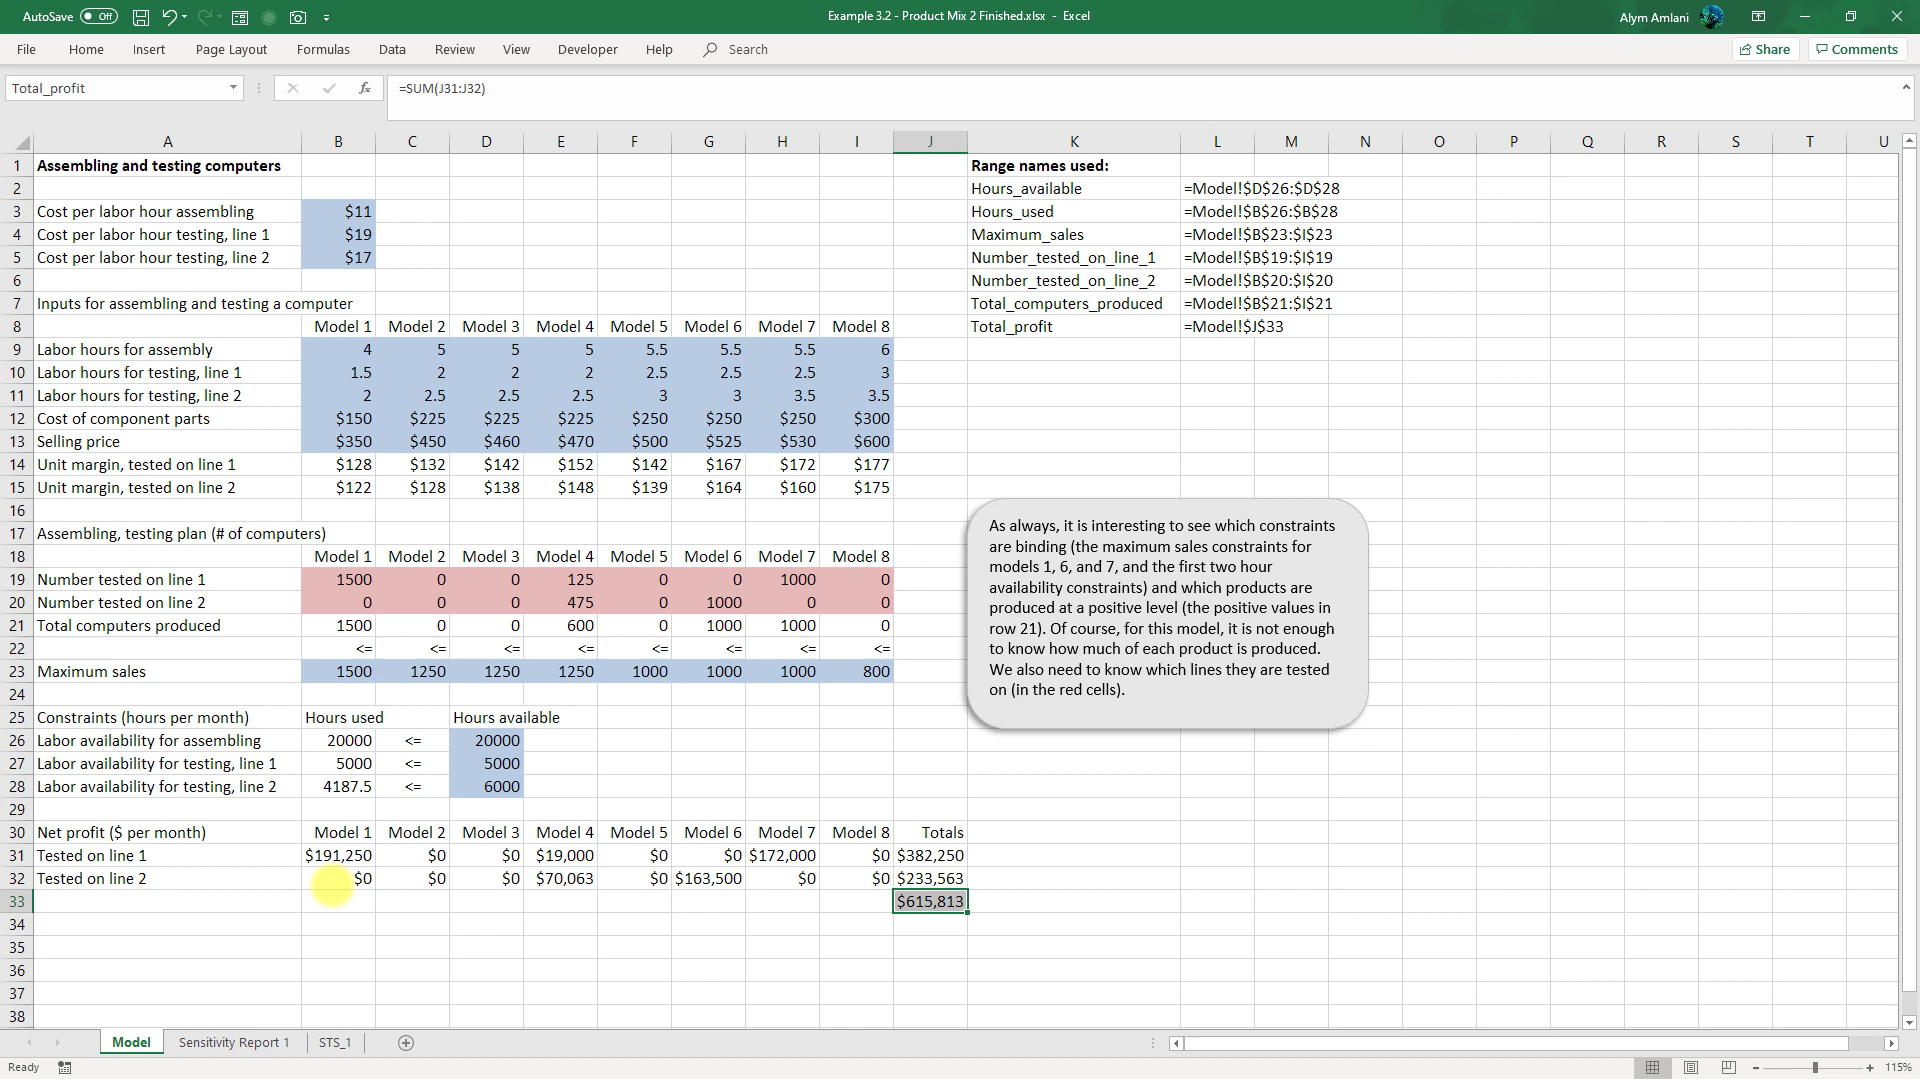 AutoSave Off Example 3.2 - Product Mix 2 Finished.xlsx - Excel Alym Amlani
File Home Insert Page Layout Formulas Data Review View Developer Help Search Share Comments
Total_profit fx =SUM(J31:J32)
A B C D E F G H I J K L M N O P Q R S T U
1 Assembling and testing computers Range names used:
2 Hours_available =Model!$D$26:$D$28
3 Cost per labor hour assembling $11 Hours_used =Model!$B$26:$B$28
4 Cost per labor hour testing, line 1 $19 Maximum_sales =Model!$B$23:$I$23
5 Cost per labor hour testing, line 2 $17 Number_tested_on_line_1 =Model!$B$19:$I$19
6 Number_tested_on_line_2 =Model!$B$20:$I$20
7 Inputs for assembling and testing a computer Total_computers_produced =Model!$B$21:$I$21
8 Model 1 Model 2 Model 3 Model 4 Model 5 Model 6 Model 7 Model 8 Total_profit =Model!$J$33
9 Labor hours for assembly 4 5 5 5 5.5 5.5 5.5 6
10 Labor hours for testing, line 1 1.5 2 2 2 2.5 2.5 2.5 3
11 Labor hours for testing, line 2 2 2.5 2.5 2.5 3 3 3.5 3.5
12 Cost of component parts $150 $225 $225 $225 $250 $250 $250 $300
13 Selling price $350 $450 $460 $470 $500 $525 $530 $600
14 Unit margin, tested on line 1 $128 $132 $142 $152 $142 $167 $172 $177
15 Unit margin, tested on line 2 $122 $128 $138 $148 $139 $164 $160 $175
16
17 Assembling, testing plan (# of computers)
18 Model 1 Model 2 Model 3 Model 4 Model 5 Model 6 Model 7 Model 8
19 Number tested on line 1 1500 0 0 125 0 0 1000 0
20 Number tested on line 2 0 0 0 475 0 1000 0 0
21 Total computers produced 1500 0 0 600 0 1000 1000 0
22 <= <= <= <= <= <= <= <=
23 Maximum sales 1500 1250 1250 1250 1000 1000 1000 800
24
25 Constraints (hours per month) Hours used Hours available
26 Labor availability for assembling 20000 <= 20000
27 Labor availability for testing, line 1 5000 <= 5000
28 Labor availability for testing, line 2 4187.5 <= 6000
29
30 Net profit ($ per month) Model 1 Model 2 Model 3 Model 4 Model 5 Model 6 Model 7 Model 8 Totals
31 Tested on line 1 $191,250 $0 $0 $19,000 $0 $0 $172,000 $0 $382,250
32 Tested on line 2 $0 $0 $0 $70,063 $0 $163,500 $0 $0 $233,563
33 $615,813
34
35
36
37
38
As always, it is interesting to see which constraints
are binding (the maximum sales constraints for
models 1, 6, and 7, and the first two hour
availability constraints) and which products are
produced at a positive level (the positive values in
row 21). Of course, for this model, it is not enough
to know how much of each product is produced.
We also need to know which lines they are tested
on (in the red cells).
Model Sensitivity Report 1 STS_1
Ready 115%